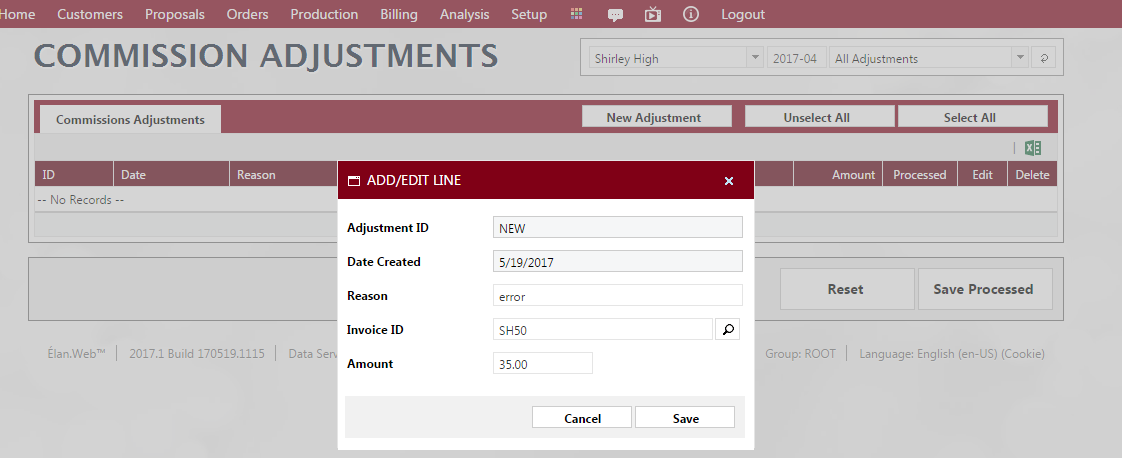 Home Customers Proposals Orders Production Billing Analysis Setup Logout
COMMISSION ADJUSTMENTS
Shirley High 2017-04 All Adjustments
Commissions Adjustments New Adjustment Unselect All Select All
ID Date Reason Amount Processed Edit Delete
-- No Records --
ADD/EDIT LINE
Adjustment ID NEW
Date Created 5/19/2017
Reason error
Invoice ID SH50
Amount 35.00
Cancel Save
Reset Save Processed
Élan.Web™ 2017.1 Build 170519.1115 Data Serv Group: ROOT Language: English (en-US) (Cookie)